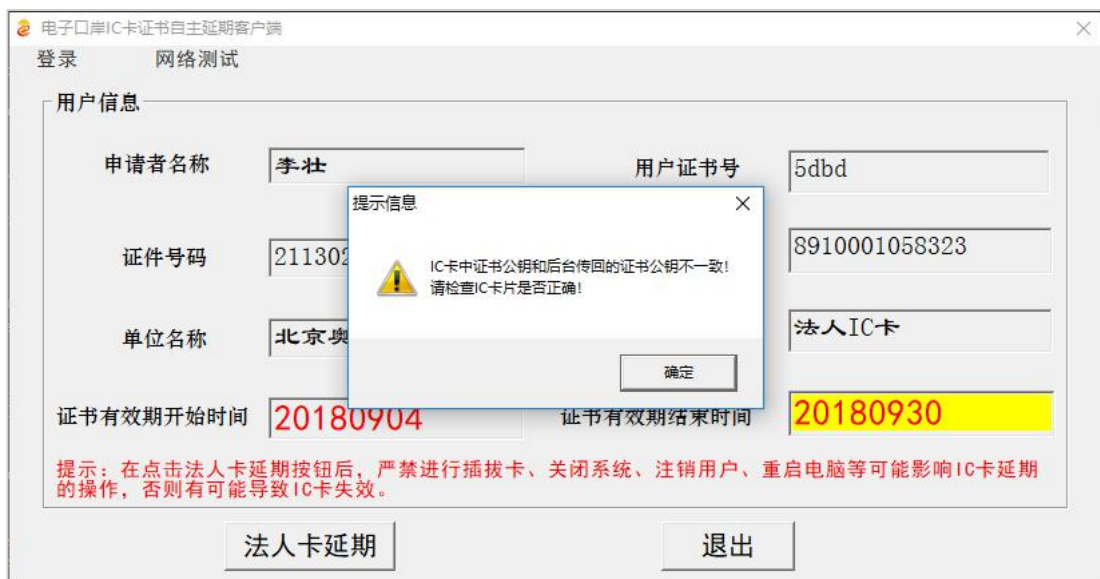 电子口岸IC卡证书自主延期客户端
登录 网络测试
用户信息
申请者名称 李壮 用户证书号 5dbd
提示信息
IC卡中证书公钥和后台传回的证书公钥不一致!
请检查IC卡片是否正确!
确定
证件号码 211302 8910001058323
单位名称 北京奥 法人IC卡
证书有效期开始时间 20180904 证书有效期结束时间 20180930
提示：在点击法人卡延期按钮后，严禁进行插拔卡、关闭系统、注销用户、重启电脑等可能影响IC卡延期
的操作，否则有可能导致IC卡失效。
法人卡延期 退出